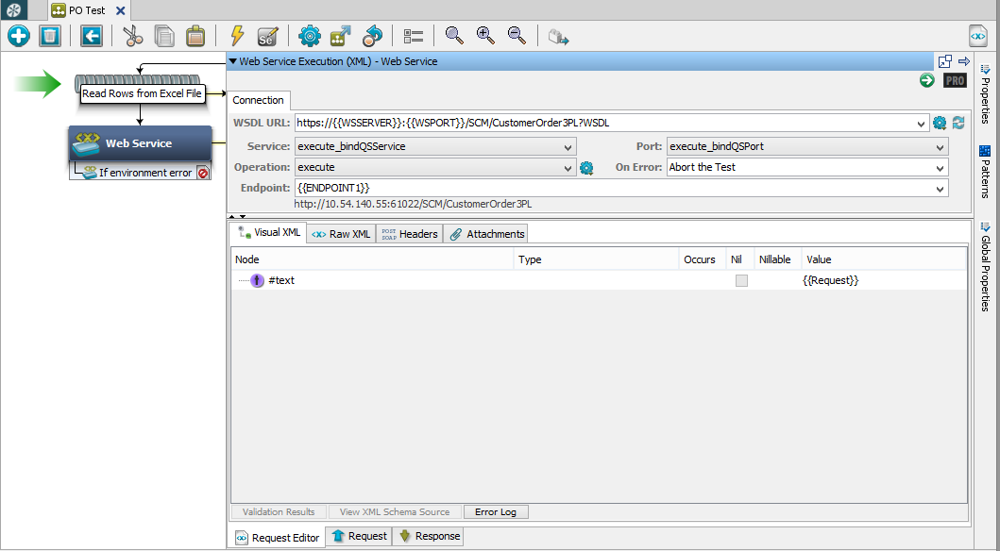 PO Test
Se
Web Service Execution (XML) - Web Service
PRO
Read Rows from Excel File
Web Service
If environment error
Connection
WSDL URL: https://{{WSSERVER}}:{{WSPORT}}/SCM/CustomerOrder3PL?WSDL
Service: execute_bindQSService Port: execute_bindQSPort
Operation: execute On Error: Abort the Test
Endpoint: {{ENDPOINT1}}
http://10.54.140.55:61022/SCM/CustomerOrder3PL
Visual XML Raw XML POST SOAP Headers Attachments
Node Type Occurs Nil Nillable Value
#text {{Request}}
Validation Results View XML Schema Source Error Log
Request Editor Request Response
Properties
Patterns
Global Properties